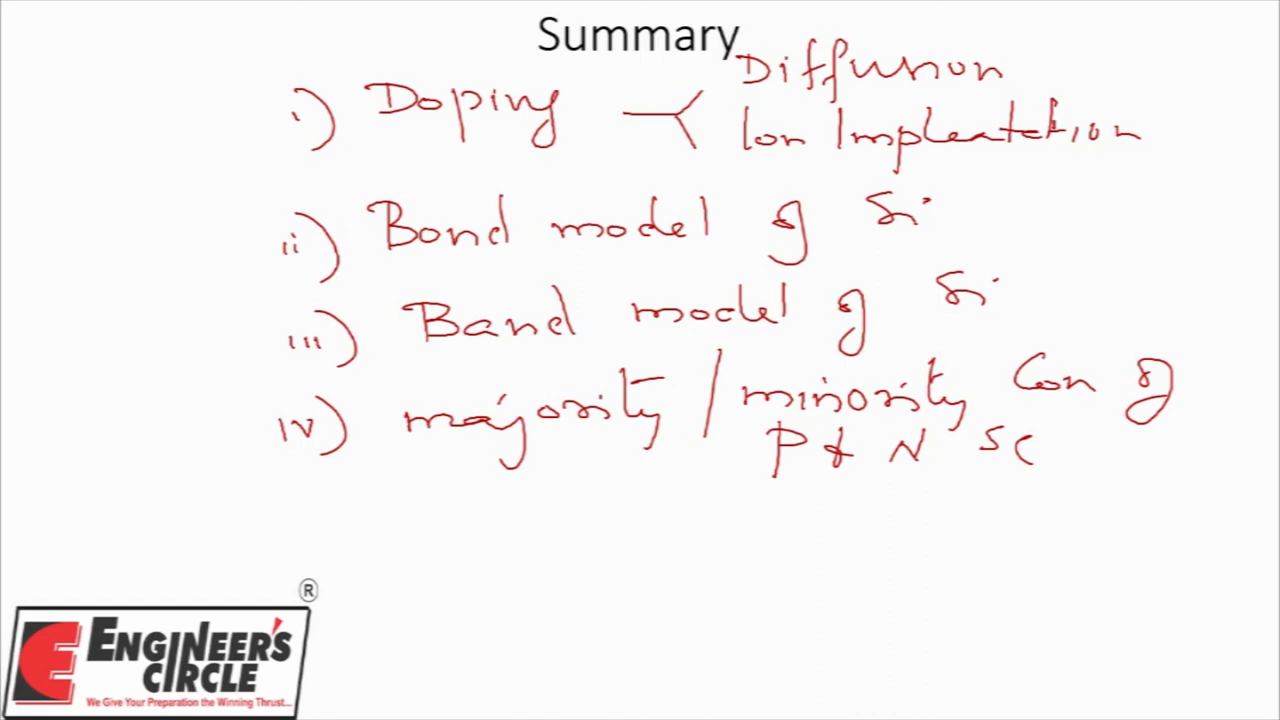 Summary
i) Doping Diffusion
Ion Implentation
ii) Bond model of Si
iii) Band model of Si
iv) majority / minority Con of
P & N SC
®
ENGINEER'S
CIRCLE
We Give Your Preparation the Winning Thrust...